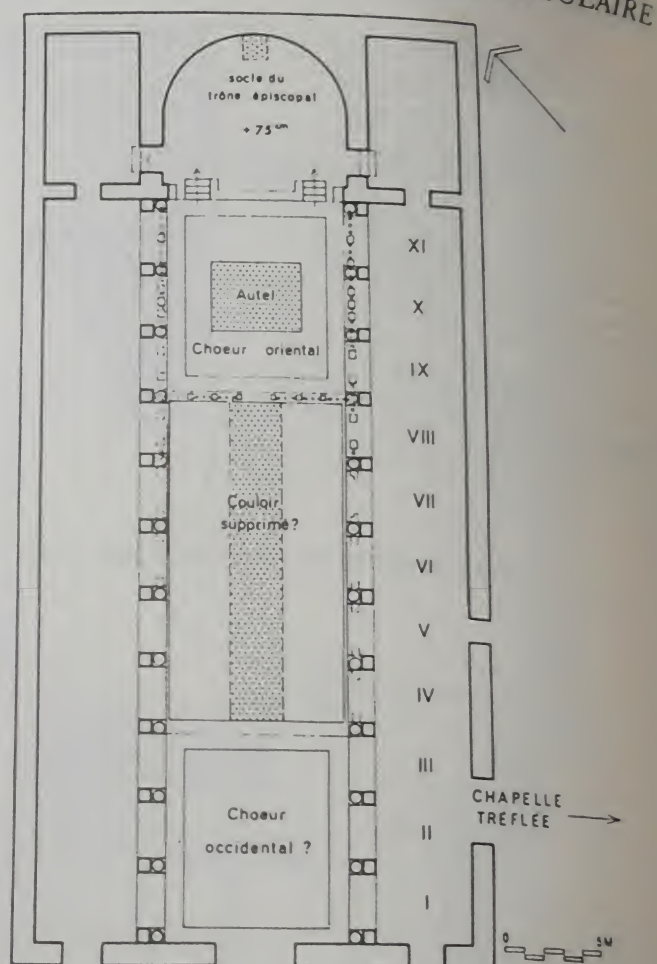 socle du
trône épiscopal
+ 75 cm
XI
Autel
X
Choeur oriental
IX
VIII
Couloir
supprimé?
VII
VI
V
IV
III
CHAPELLE
TRÉFLÉE
Choeur
occidental ?
II
I
0 5M